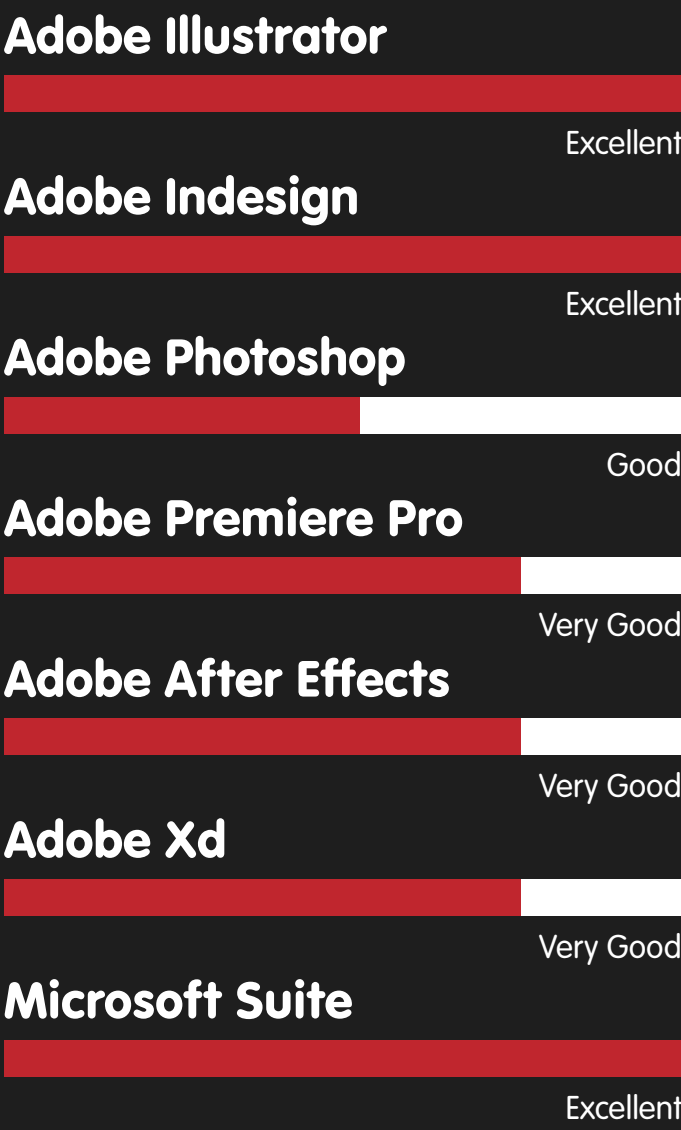 Adobe Illustrator
Excellent
Adobe Indesign
Excellent
Adobe Photoshop
Good
Adobe Premiere Pro
Very Good
Adobe After Effects
Very Good
Adobe Xd
Very Good
Microsoft Suite
Excellent